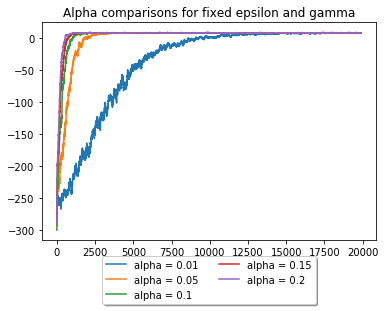 Alpha comparisons for fixed epsilon and gamma
0
−50
−100
−150
−200
−250
−300
0 2500 5000 7500 10000 12500 15000 17500 20000
alpha = 0.01 alpha = 0.15
alpha = 0.05 alpha = 0.2
alpha = 0.1